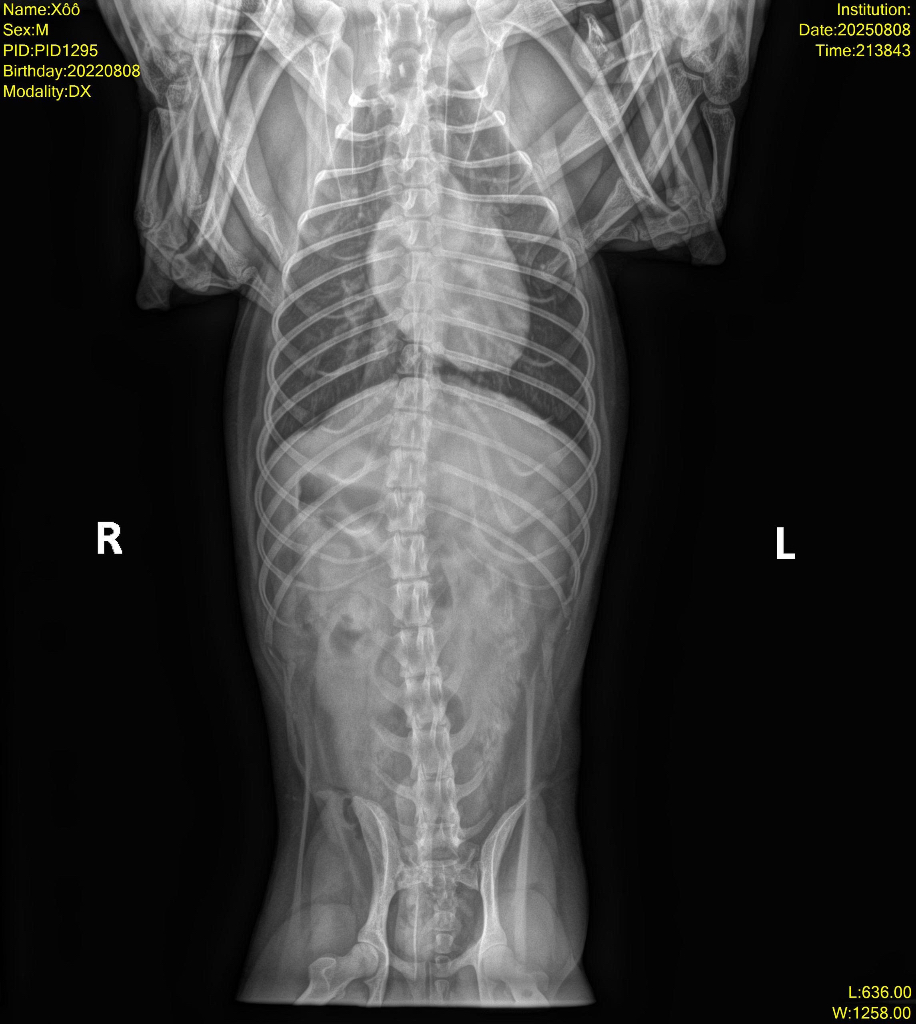 Name:Xôô
Sex:M
PID:PID1295
Birthday:20220808
Modality:DX
Institution:
Date:20250808
Time:213843
R
L
L:636.00
W:1258.00